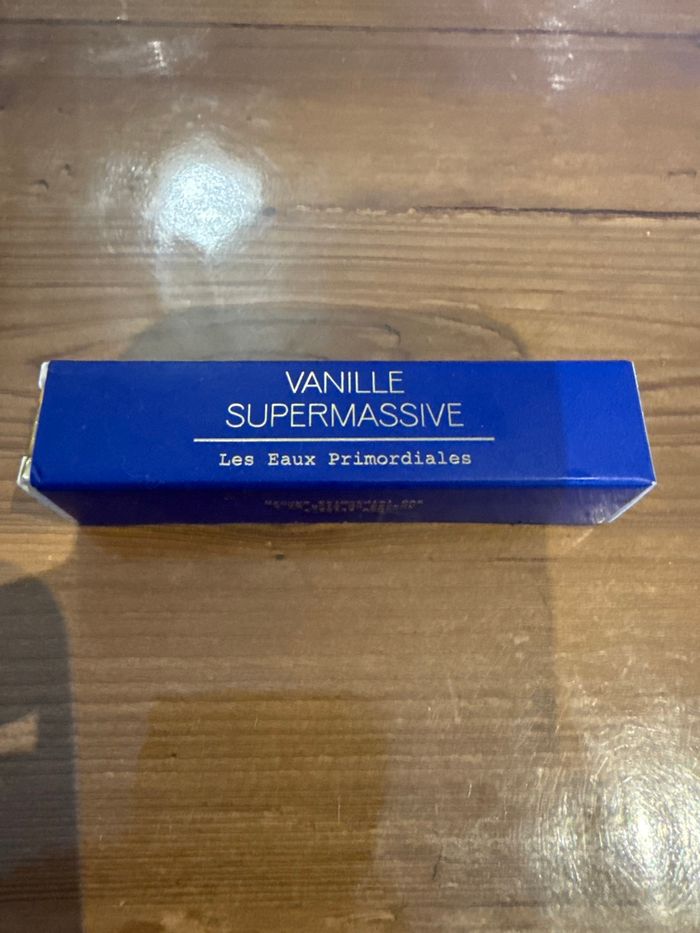 VANILLE
SUPERMASSIVE
Les Eaux Primordiales